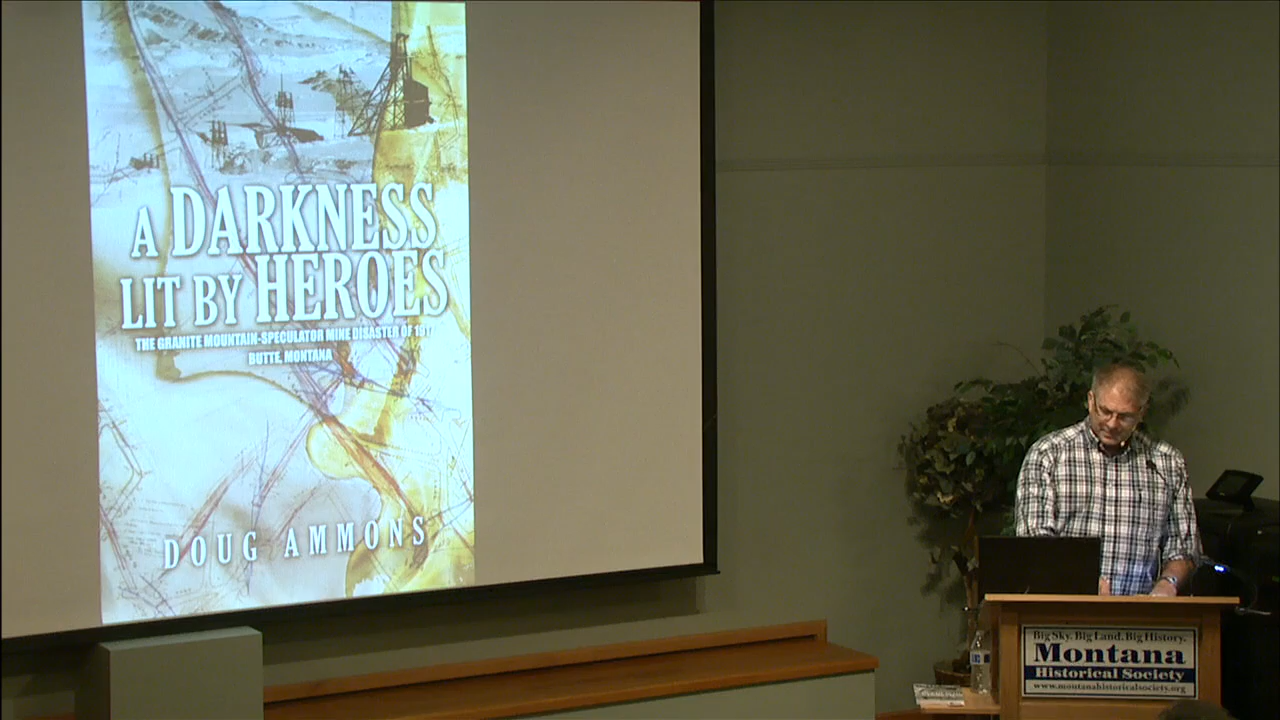 A DARKNESS
LIT BY HEROES
THE GRANITE MOUNTAIN-SPECULATOR MINE DISASTER OF 1917
BUTTE, MONTANA
DOUG AMMONS
Big Sky. Big Land. Big History.
Montana
Historical Society
www.montanahistoricalsociety.org